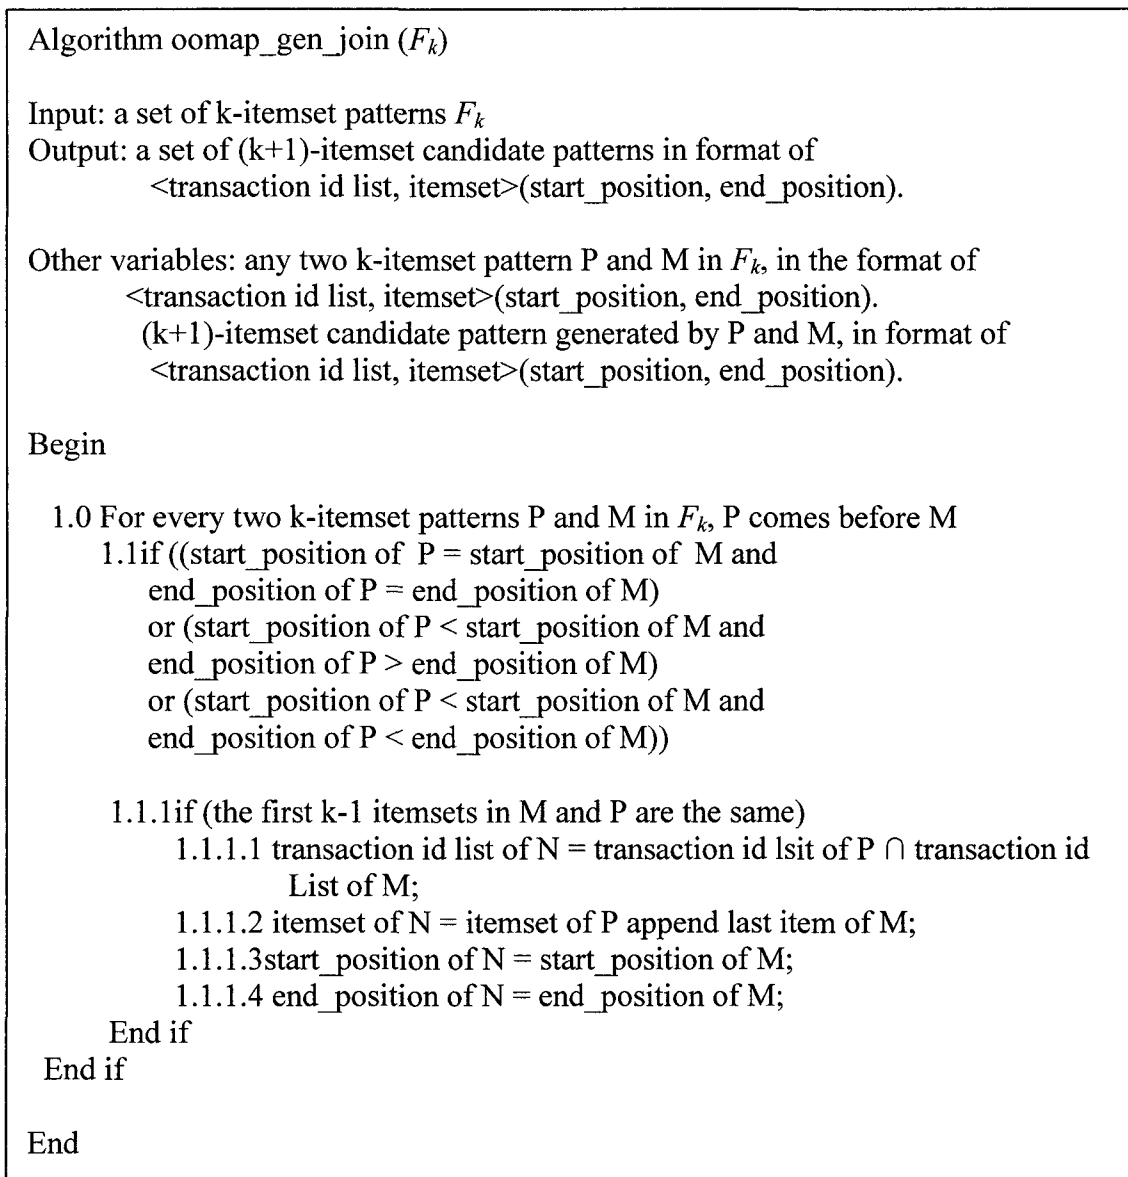 Algorithm oomap_gen_join (Fk)
Input: a set of k-itemset patterns Fk
Output: a set of (k+1)-itemset candidate patterns in format of
<transaction id list, itemset>(start_position, end_position).
Other variables: any two k-itemset pattern P and M in Fk, in the format of
<transaction id list, itemset>(start_position, end_position).
(k+1)-itemset candidate pattern generated by P and M, in format of
<transaction id list, itemset>(start_position, end_position).
Begin
1.0 For every two k-itemset patterns P and M in Fk, P comes before M
1.1if ((start_position of P = start_position of M and
end_position of P = end_position of M)
or (start_position of P < start_position of M and
end_position of P > end_position of M)
or (start_position of P < start_position of M and
end_position of P < end_position of M))
1.1.1if (the first k-1 itemsets in M and P are the same)
1.1.1.1 transaction id list of N = transaction id lsit of P ∩ transaction id
List of M;
1.1.1.2 itemset of N = itemset of P append last item of M;
1.1.1.3start_position of N = start_position of M;
1.1.1.4 end_position of N = end_position of M;
End if
End if
End